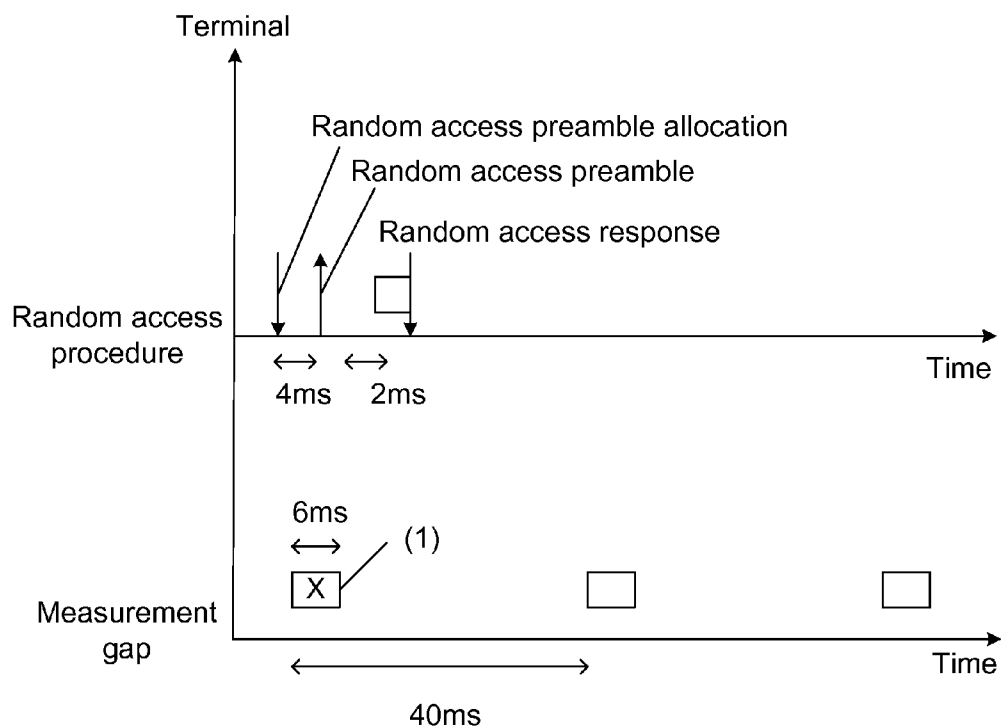 Terminal
Random access preamble allocation
Random access preamble
Random access response
Random access
procedure
Time
4ms
2ms
6ms
(1)
X
Measurement
gap
Time
40ms